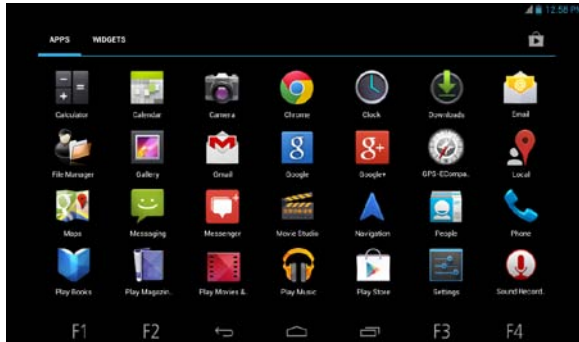 12:58 PM
APPS WIDGETS
Calculator Calendar Camera Chrome Clock Downloads Email
File Manager Gallery Gmail Google Google+ GPS-ECompa.. Local
Maps Messaging Messenger Movie Studio Navigation People Phone
Play Books Play Magazin.. Play Movies &.. Play Music Play Store Settings Sound Record..
F1 F2 F3 F4